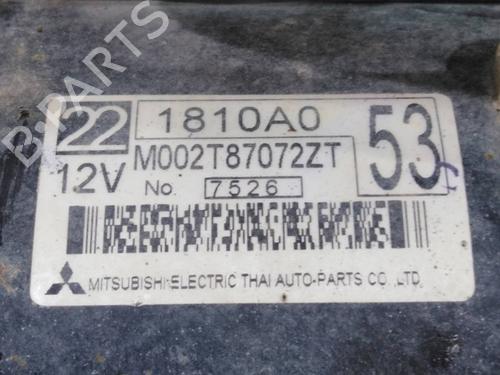 22 1810A0 53
12V M002T87072ZT
No. 7526
MITSUBISHI ELECTRIC THAI AUTO-PARTS CO.,LTD.
B-PARTS